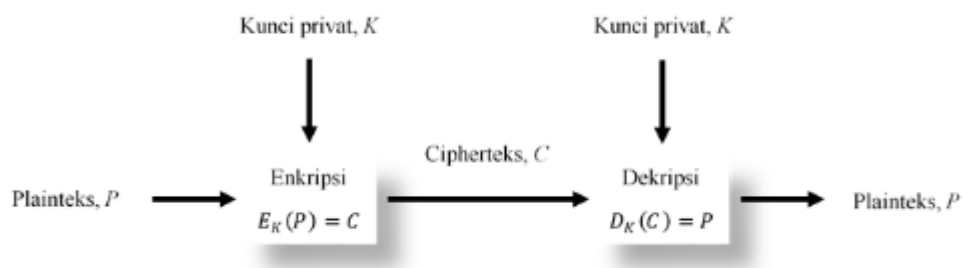 Kunci privat, K
Kunci privat, K
Cipherteks, C
Plainteks, P
Enkripsi
E_K(P) = C
Dekripsi
D_K(C) = P
Plainteks, P